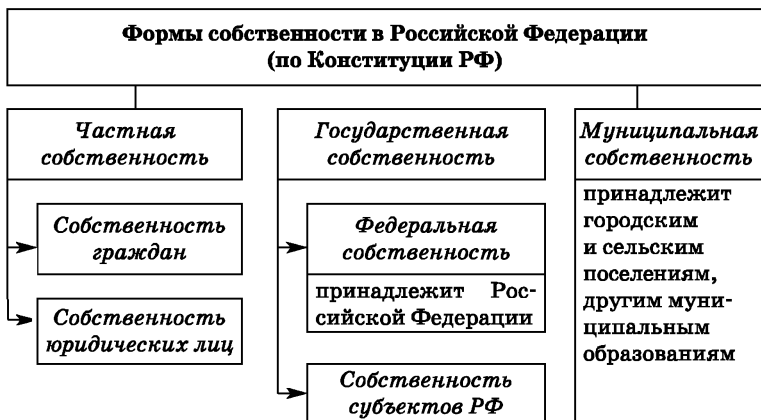 Формы собственности в Российской Федерации
(по Конституции РФ)
Частная
собственность
Собственность
граждан
Собственность
юридических лиц
Государственная
собственность
Федеральная
собственность
принадлежит Рос-
сийской Федерации
Собственность
субъектов РФ
Муниципальная
собственность
принадлежит
городским
и сельским
поселениям,
другим муни-
ципальным
образованиям